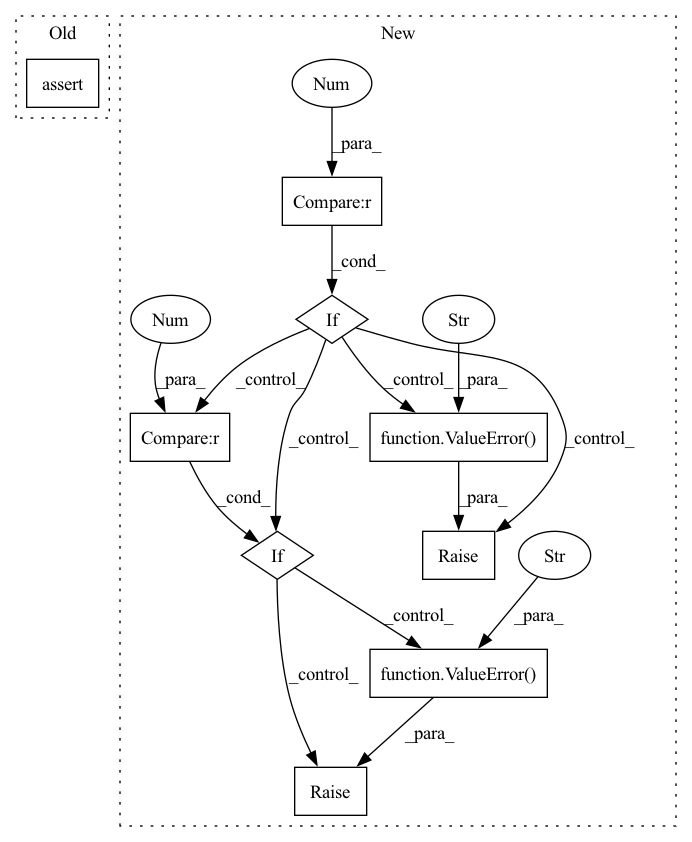 Old
New
assert
Num
_para_
Compare:r
_cond_
Num
If
Str
_para_
_control_
_control_
_para_
_control_
_control_
Compare:r
function.ValueError()
_cond_
_para_
If
Raise
Str
_control_
_para_
_control_
function.ValueError()
_para_
Raise